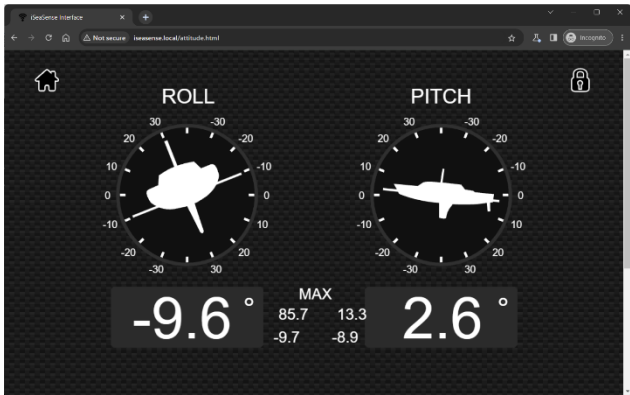 iSeaSense Interface
Not secure iseasense.local/attitude.html
Incognito
ROLL PITCH
30 -30 30 -30
20 -20 20 -20
10 -10 10 -10
0 0 0 0
-10 10 -10 10
-20 20 -20 20
-30 30 -30 30
MAX
-9.6° 85.7 13.3 2.6°
-9.7 -8.9